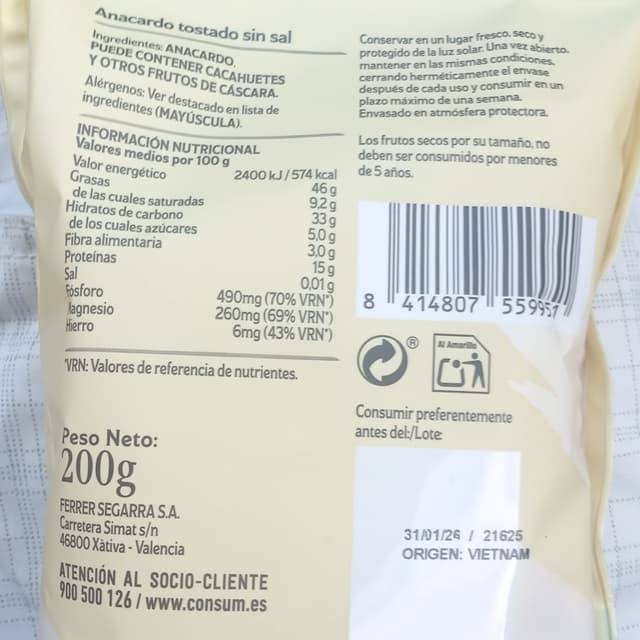 Anacardo tostado sin sal
Ingredientes: ANACARDO.
PUEDE CONTENER CACAHUETES
Y OTROS FRUTOS DE CÁSCARA.
Alérgenos: Ver destacado en lista de
ingredientes (MAYÚSCULA).
INFORMACIÓN NUTRICIONAL
Valores medios por 100 g
Valor energético 2400 kJ / 574 kcal
Grasas 46 g
de las cuales saturadas 9,2 g
Hidratos de carbono 33 g
de los cuales azúcares 5,0 g
Fibra alimentaria 3,0 g
Proteínas 15 g
Sal 0,01 g
Fósforo 490mg (70% VRN*)
Magnesio 260mg (69% VRN*)
Hierro 6mg (43% VRN*)
*VRN: Valores de referencia de nutrientes.
Peso Neto:
200g
FERRER SEGARRA S.A.
Carretera Simat s/n
46800 Xàtiva - Valencia
ATENCIÓN AL SOCIO-CLIENTE
900 500 126 / www.consum.es
Conservar en un lugar fresco, seco y
protegido de la luz solar. Una vez abierto,
mantener en las mismas condiciones,
cerrando herméticamente el envase
después de cada uso y consumir en un
plazo máximo de una semana.
Envasado en atmósfera protectora.
Los frutos secos por su tamaño, no
deben ser consumidos por menores
de 5 años.
8 414807 559957
®
Al Amarillo
Consumir preferentemente
antes del:/Lote:
31/01/26 / 21625
ORIGEN: VIETNAM